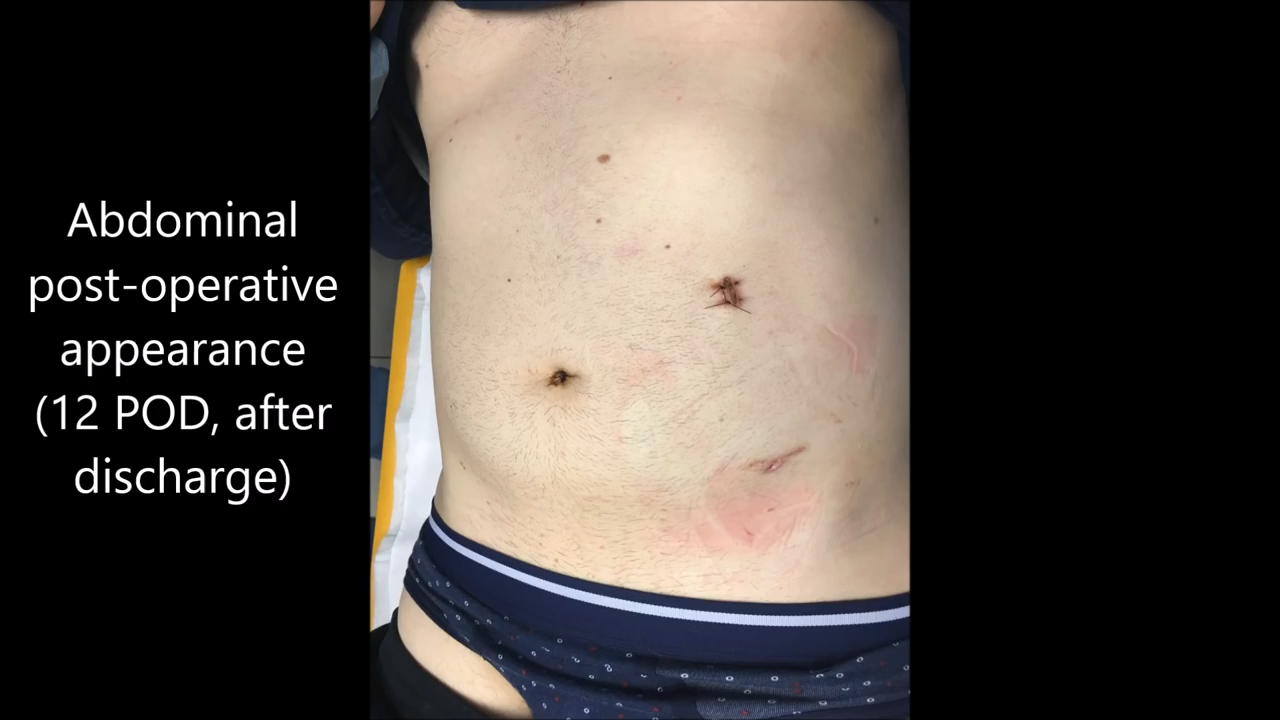 Abdominal
post-operative
appearance
(12 POD, after
discharge)